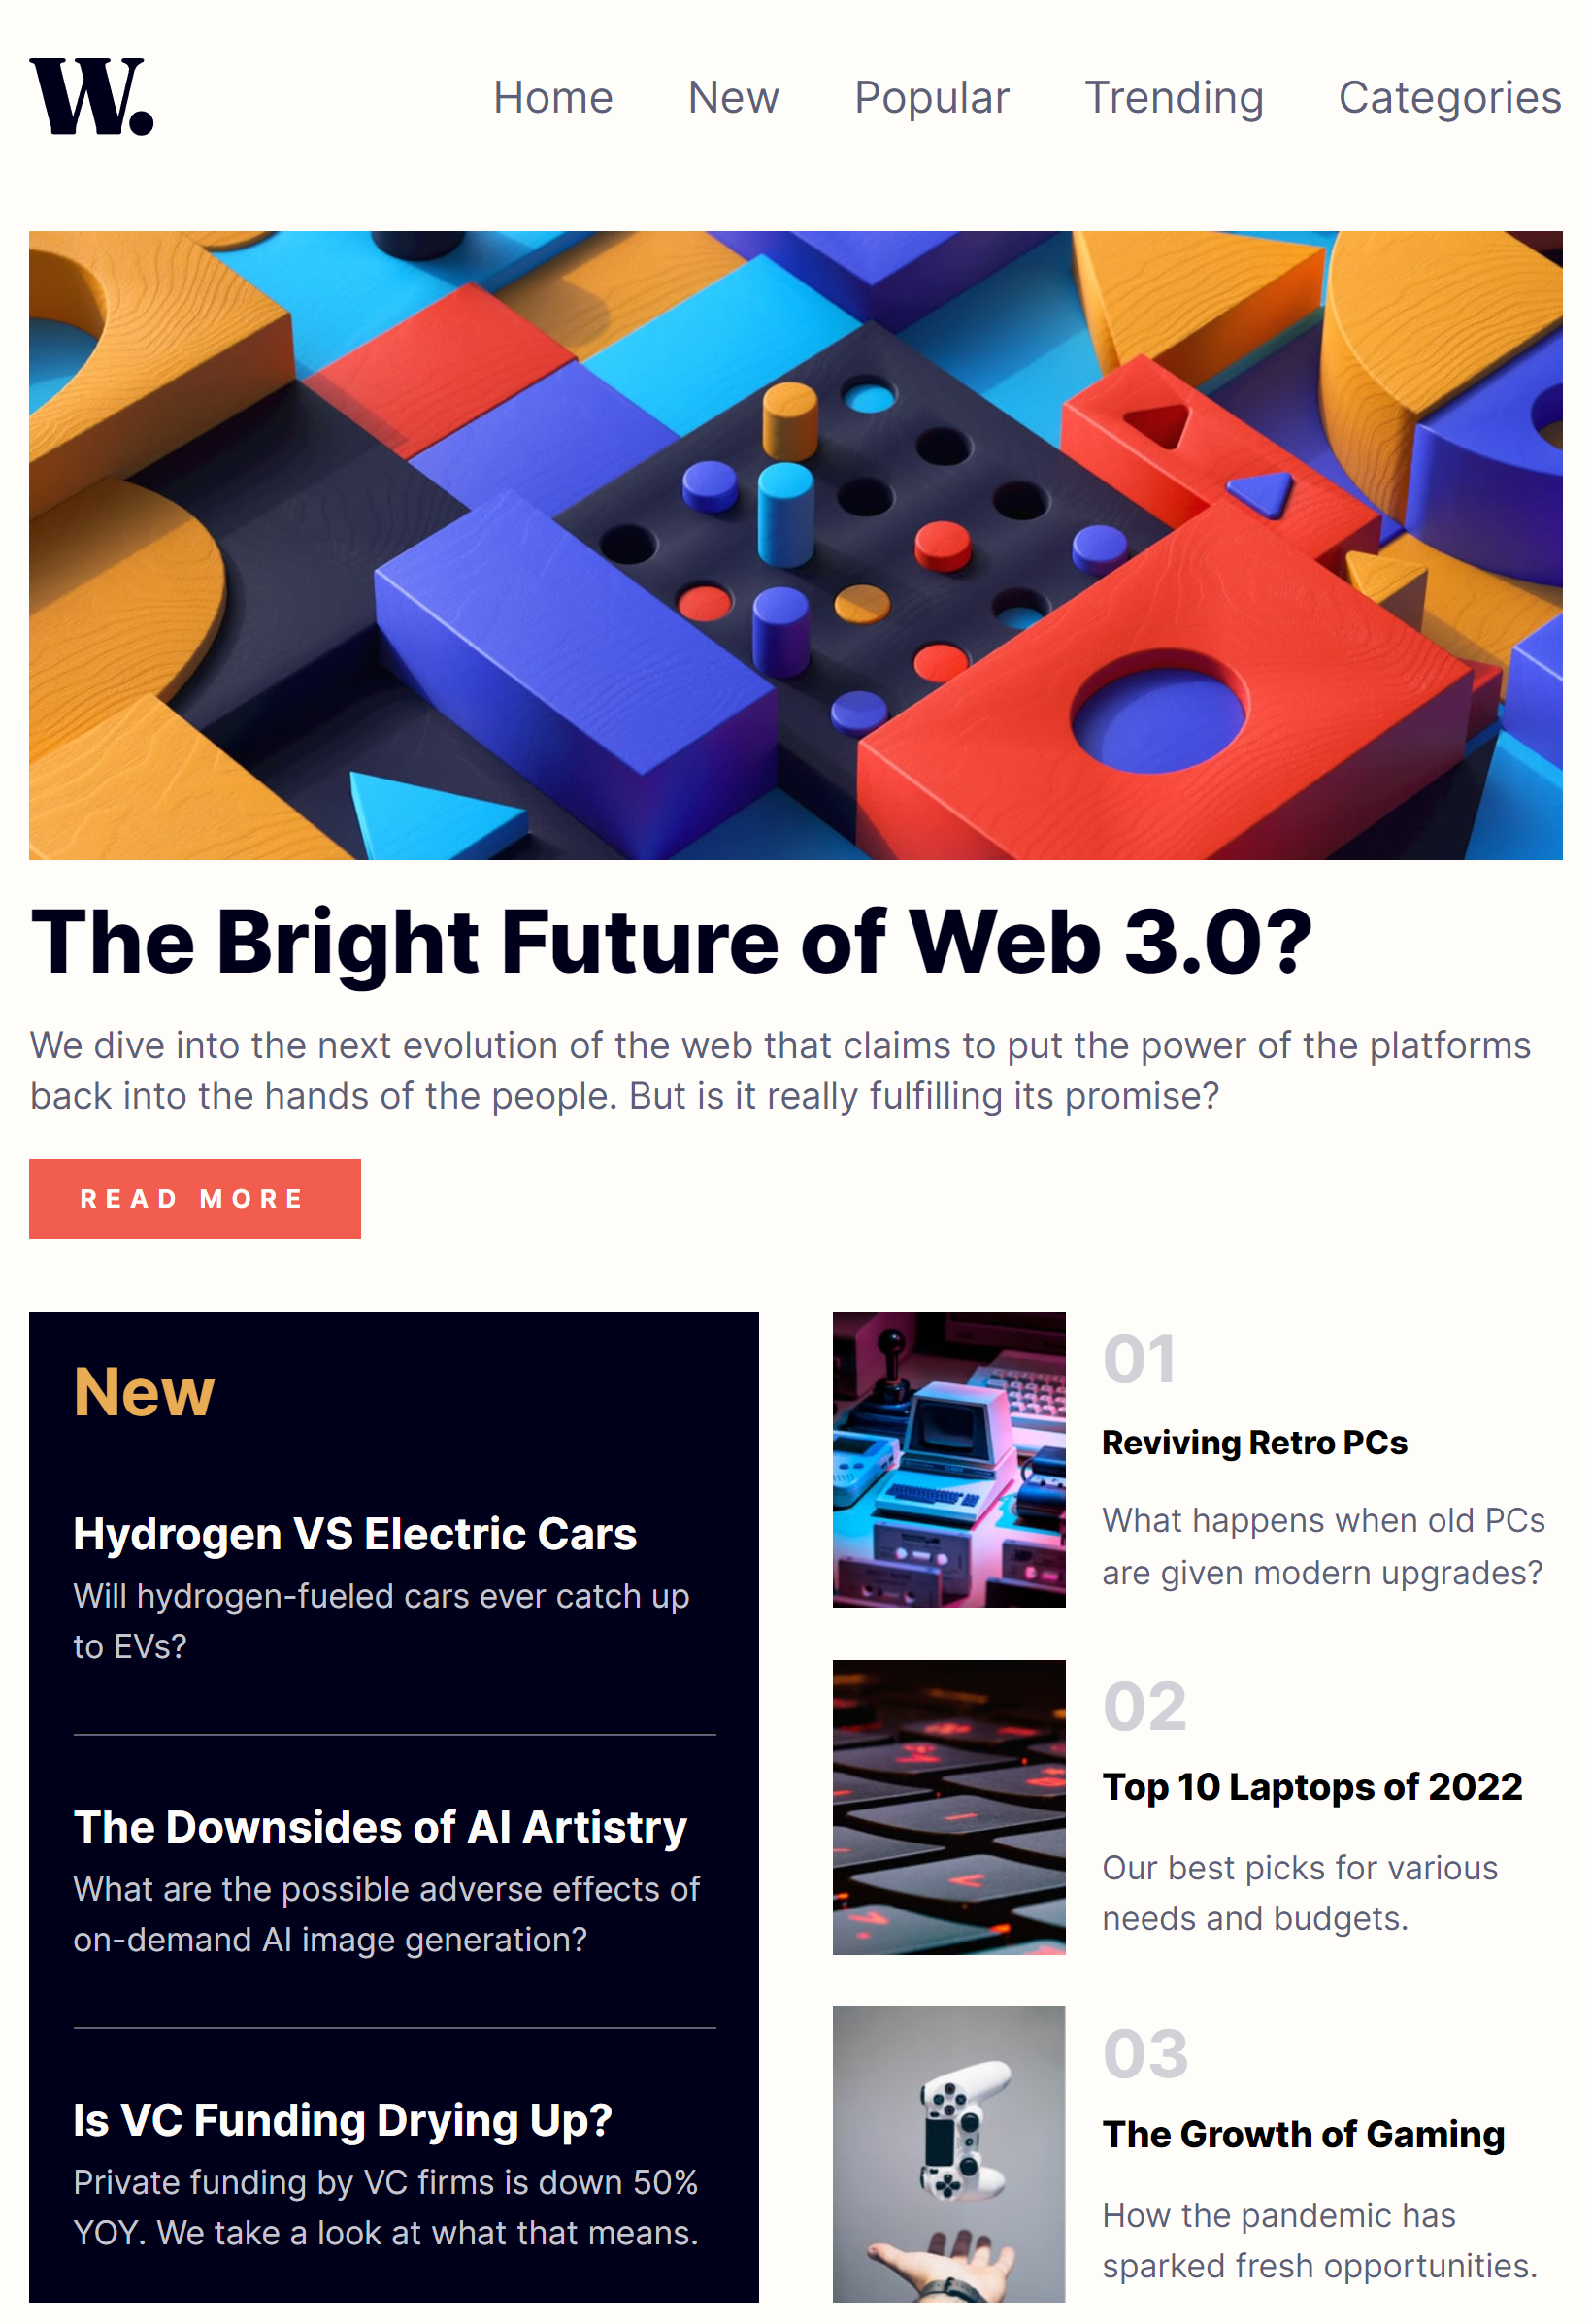 W.
Home New Popular Trending Categories
The Bright Future of Web 3.0?
We dive into the next evolution of the web that claims to put the power of the platforms
back into the hands of the people. But is it really fulfilling its promise?
READ MORE
New
Hydrogen VS Electric Cars
Will hydrogen-fueled cars ever catch up
to EVs?
The Downsides of AI Artistry
What are the possible adverse effects of
on-demand AI image generation?
Is VC Funding Drying Up?
Private funding by VC firms is down 50%
YOY. We take a look at what that means.
01
Reviving Retro PCs
What happens when old PCs
are given modern upgrades?
02
Top 10 Laptops of 2022
Our best picks for various
needs and budgets.
03
The Growth of Gaming
How the pandemic has
sparked fresh opportunities.